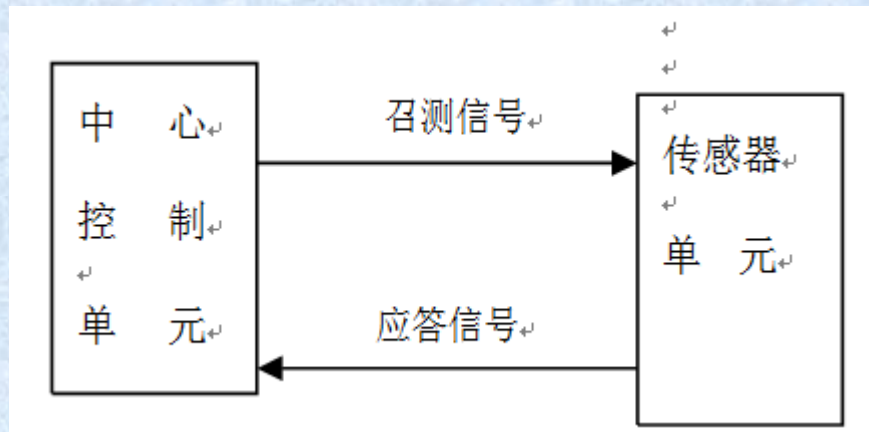 中 心
控 制
单 元
召测信号
应答信号
传感器
单 元